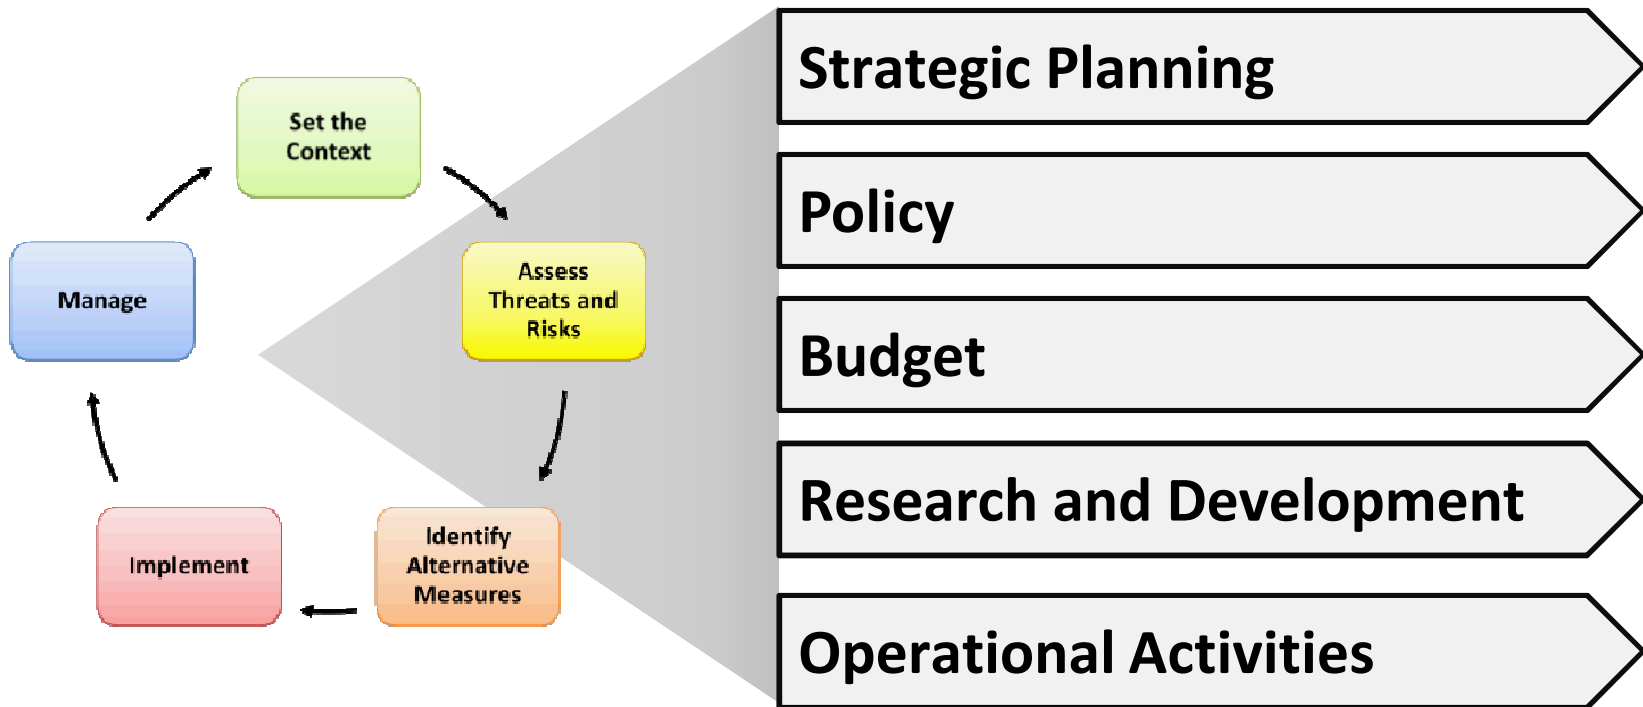 Set the
Context
Assess
Threats and
Risks
Identify
Alternative
Measures
Implement
Manage
Strategic Planning
Policy
Budget
Research and Development
Operational Activities